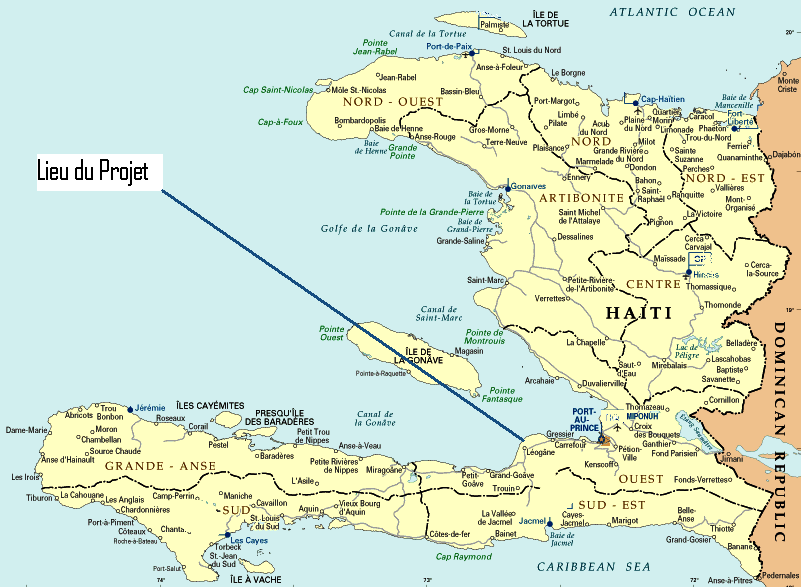 ATLANTIC OCEAN
ÎLE DE
LA TORTUE
Palmiste
Canal de la Tortue
Pointe
Jean-Rabel
Port-de-Paix
St. Louis du Nord
20°
Anse-à-Foleur
Le Borgne
Monte
Criste
Jean-Rabel
Cap Saint-Nicolas
Môle St.-Nicolas
Bassin-Bleu
Port-Margot
Cap-Haïtien
Baie de
Mancenille
NORD - OUEST
Limbé
Quartier
Morin
Caracol
Fort-
Liberté
Cap-à-Foux
Bombardopolis
Pilate
Acub
du Nord
Plaine
du Nord
Limonade
Phaëton
Baie de Henne
Anse-Rouge
Gros-Morne
Trou-du-Nord
Terre-Neuve
NORD
Milot
Ferrier
Baie
de Henne
Grande
Pointe
Plaisance
Grande Rivière
du Nord
Sainte
Suzanne
Quanaminthe
Dajabón
Marmelade
Dondon
Perches
Lieu du Projet
Ennery
Bahon
NORD - EST
Gonaïves
Saint-
Raphaël
Ranquitte
Vallières
Baie de
la Tortue
ARTIBONITE
Mont-
Organisé
Pointe de la Grande-Pierre
Saint Michel
de l'Attalaye
La Victoire
Baie de
Grand-Pierre
Pignon
Golfe de la Gonâve
Grande-Saline
Dessalines
Cerca
Carvajal
Maïssade
Cerca-
la-Source
Hinche
Saint-Marc
Petite-Rivière-
de-l'Artibonite
CENTRE
Thomassique
Verrettes
Thomonde
19°
Canal de
Saint-Marc
HAITI
Pointe
Ouest
Pointe de
Montrouis
La Chapelle
Lac de
Péligre
Belladère
ÎLE DE
LA GONÂVE
Magasin
Lascahobas
Saut-
d'Eau
Mirebalais
Baptiste
Pointe-à-Raquette
Arcahaie
Duvalierville
Savanette
DOMINICAN REPUBLIC
Pointe
Fantasque
Cornillon
Jérémie
ÎLES CAYÉMITES
PORT-
AU-
PRINCE
Thomazeau
MIPONUH
Trou
Bonbon
Abricots
Roseaux
PRESQU'ÎLE
DES BARADÈRES
Canal de
la Gonâve
Croix
des Bouquets
Etang Saumâtre
Dame-Marie
Moron
Corail
Petit Trou
de Nippes
Gressier
Ganthier
Chambellan
Pestel
Anse-à-Veau
Carrefour
Pétion-
Ville
Fond Parisien
Source Chaude
Baradères
Léogâne
Jimani
Anse d'Hainault
Petite Rivières
de Nippes
Kenscoff
GRANDE - ANSE
Miragoâne
Petit-
Goâve
Grand-Goâve
OUEST
Fonds-Verrettes
Les Irois
L'Asile
Trouin
Tiburon
La Cahouane
Les Anglais
Camp-Perrin
Maniche
SUD - EST
Chardonnières
Cavaillon
Vieux Bourg
d'Aquin
La Vallée
de Jacmel
Cayes-
Jacmel
Belle-
Anse
Port-à-Piment
SUD
St. Louis
du Sud
Aquin
Jacmel
Marigot
Thiotte
Côteaux
Chanta.
Côtes-de-fer
Bainet
Baie de
Jacmel
Grand-Gosier
Roche-à-Bateau
Les Cayes
Banane
Torbeck
St.-Jean
du Sud
Cap Raymond
Port-Salut
CARIBBEAN SEA
ÎLE À VACHE
Anse-à-Pitres
Pedernales
74°
73°
72°